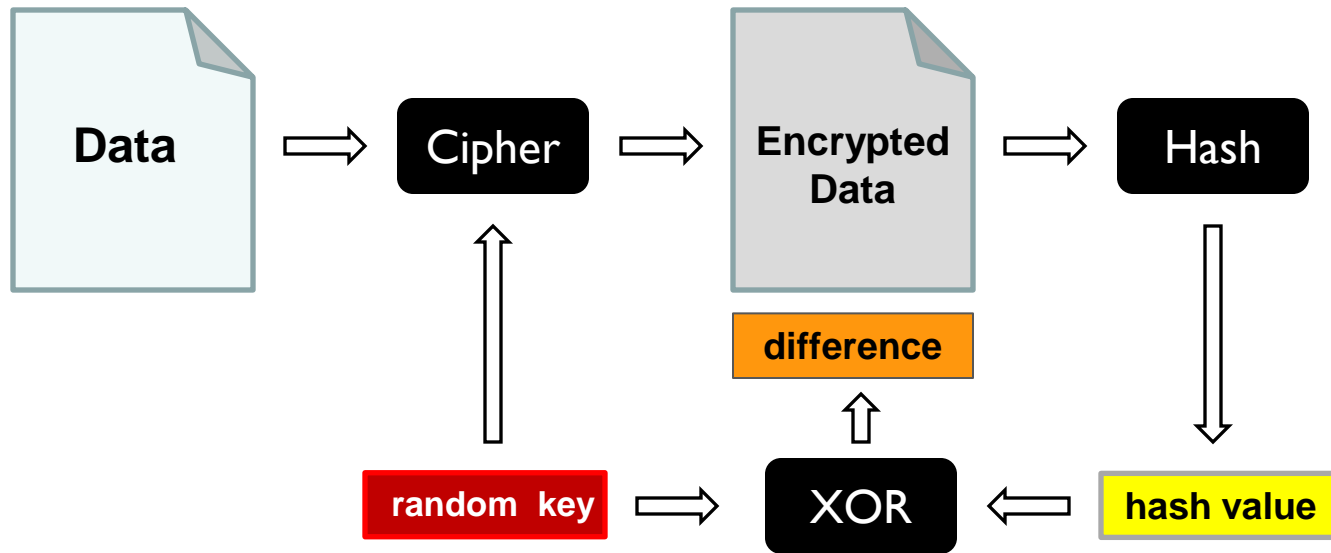 Data
Cipher
Encrypted
Data
Hash
difference
random key
XOR
hash value